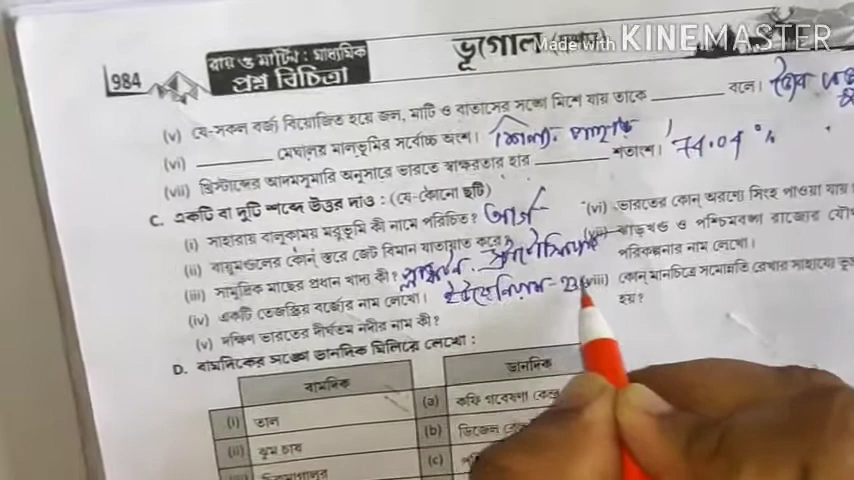 Made with KINEMASTER
984 রায় ও মার্টিন : মাধ্যমিক প্রশ্ন বিচিত্রা ভূগোল
(v) যে-সকল বর্জ্য বিয়োজিত হয়ে জল, মাটি ও বাতাসের সঙ্গে মিশে যায় তাকে ________ বলে। জৈব
(vi) ________ মেঘালয় মালভূমির সর্বোচ্চ অংশ। শিলং পাহাড়
(vii) খ্রিস্টাব্দের আদমসুমারি অনুসারে ভারতে স্বাক্ষরতার হার ________ শতাংশ। 74.04 %
C. একটি বা দুটি শব্দে উত্তর দাও : (যে-কোনো ছটি)
(i) সাহারায় বালুকাময় মরুভূমি কী নামে পরিচিত? আর্গ
(ii) বায়ুমণ্ডলের কোন্ স্তরে জেট বিমান যাতায়াত করে?
(iii) সামুদ্রিক মাছের প্রধান খাদ্য কী? প্ল্যাঙ্কটন
(iv) একটি তেজস্ক্রিয় বর্জ্যের নাম লেখো। ইউরেনিয়াম - 23
(v) দক্ষিণ ভারতের দীর্ঘতম নদীর নাম কী?
(vi) ভারতের কোন্ অরণ্যে সিংহ পাওয়া যায়
ঝাড়খণ্ড ও পশ্চিমবঙ্গ রাজ্যের যৌ
পরিকল্পনার নাম লেখো।
(viii) কোন্ মানচিত্রে সমোন্নতি রেখার সাহায্যে ভূ
হয়?
D. বামদিকের সঙ্গে ডানদিক মিলিয়ে লেখো :
বামদিক ডানদিক
(i) তাল (a) কফি গবেষণা কেন্দ্র
(ii) ঝুম চাষ (b) ডিজেল
(c)